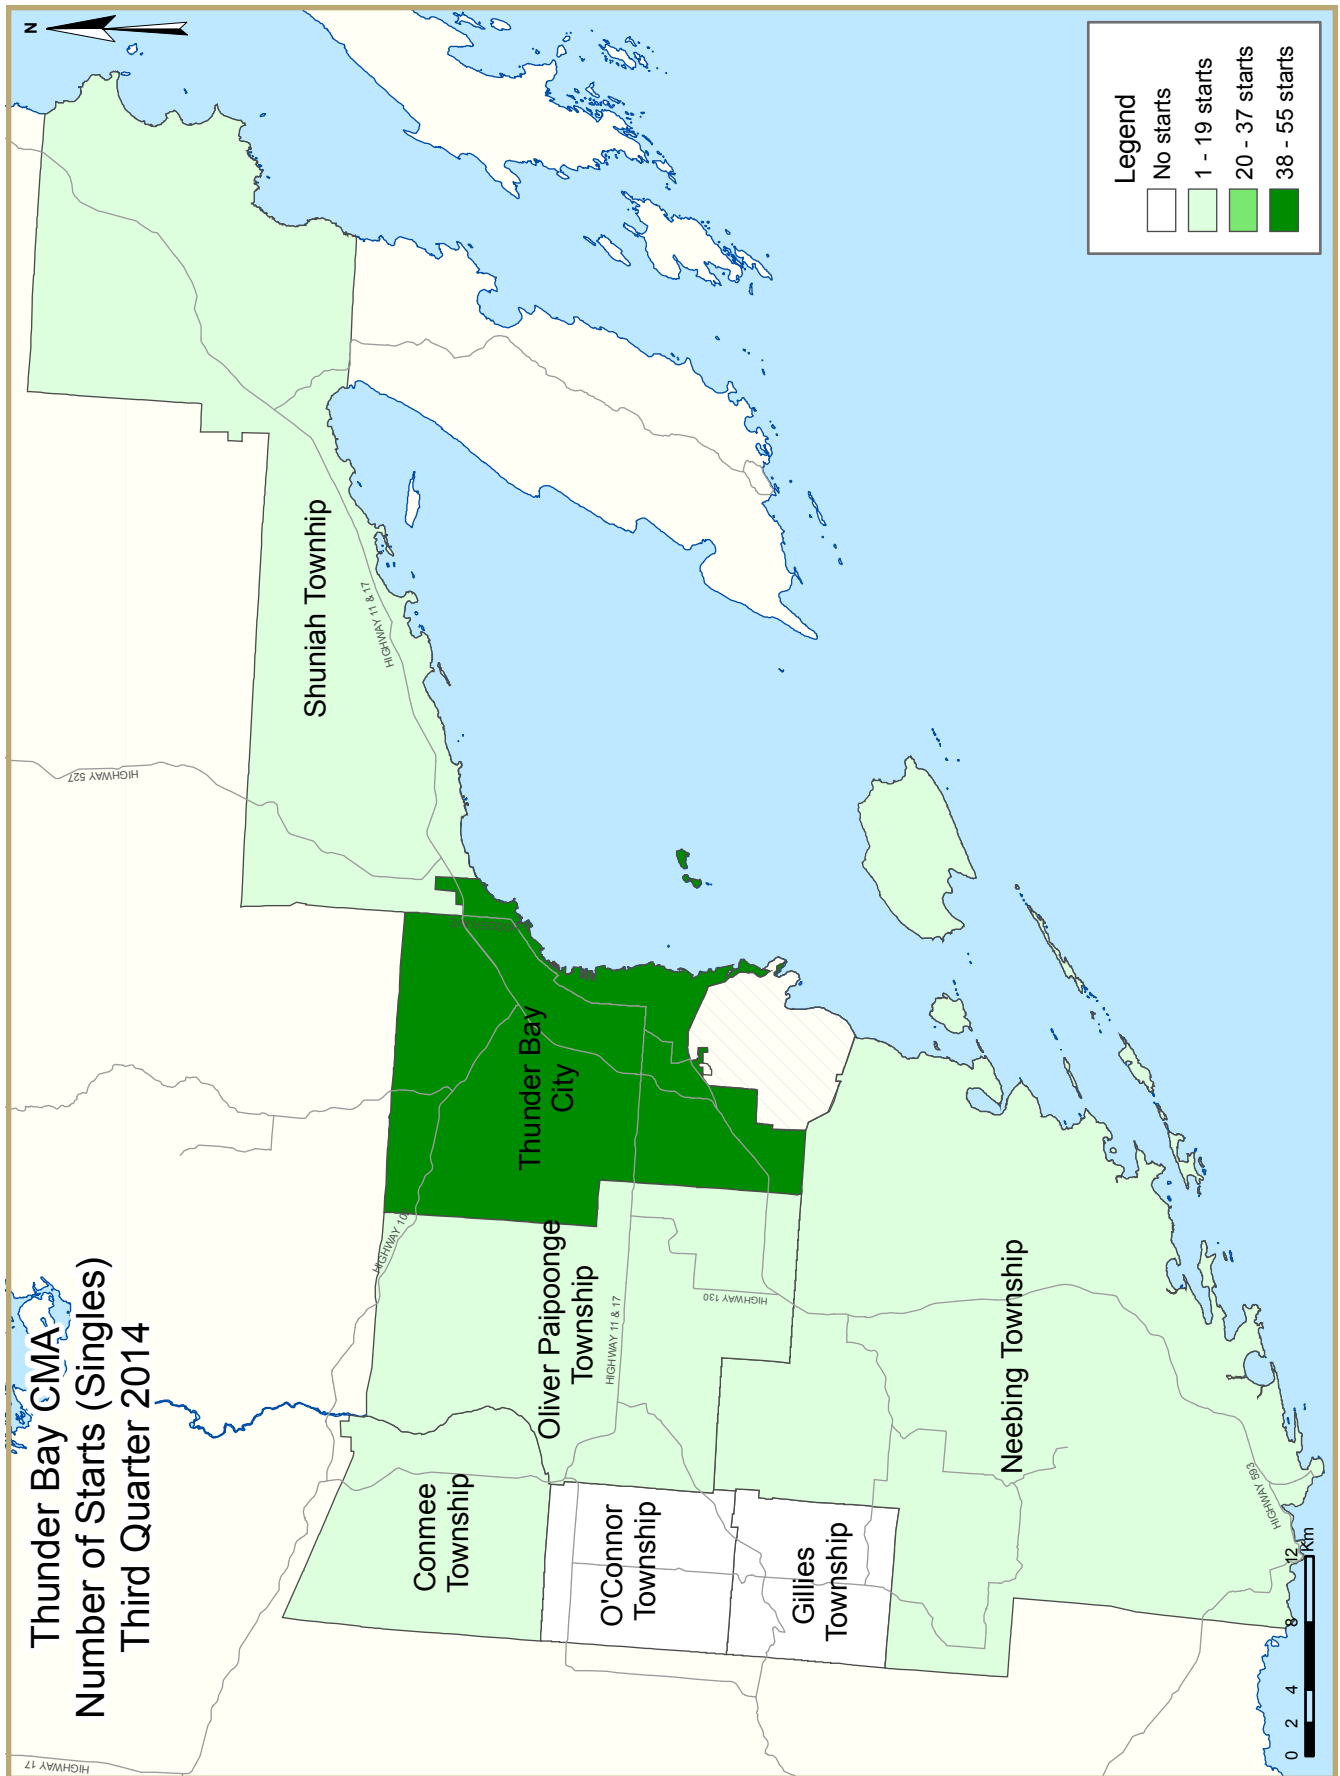 Thunder Bay CMA
Number of Starts (Singles)
Third Quarter 2014
N
HIGHWAY 17
HIGHWAY 527
Shuniah Townhip
HIGHWAY 11 & 17
HIGHWAY 102
Thunder Bay
City
Oliver Paipoonge
Township
HIGHWAY 11 & 17
HIGHWAY 130
Conmee
Township
O'Connor
Township
Gillies
Township
Neebing Township
HIGHWAY 593
0 2 4 8 12
Km
Legend
No starts
1 - 19 starts
20 - 37 starts
38 - 55 starts